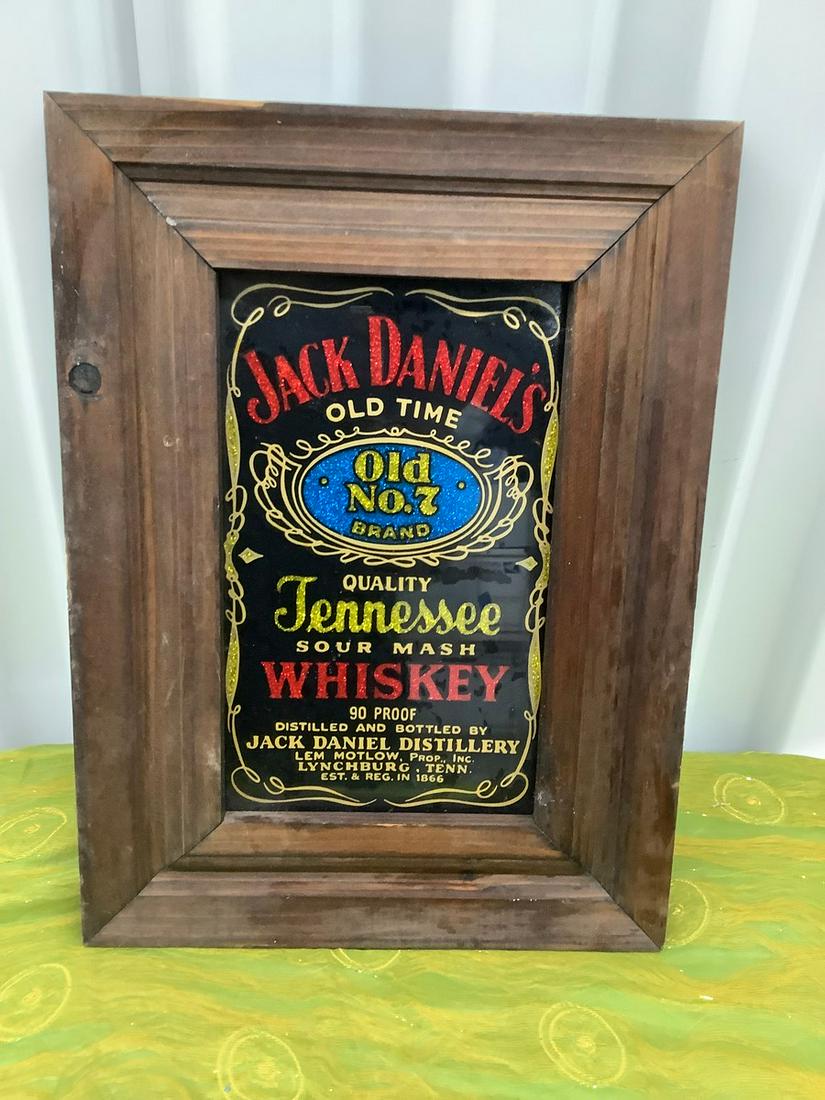 JACK DANIEL'S
OLD TIME
Old
No.7
BRAND
QUALITY
Tennessee
SOUR MASH
WHISKEY
90 PROOF
DISTILLED AND BOTTLED BY
JACK DANIEL DISTILLERY
LEM MOTLOW, PROP., INC.
LYNCHBURG, TENN.
EST. & REG. IN 1866